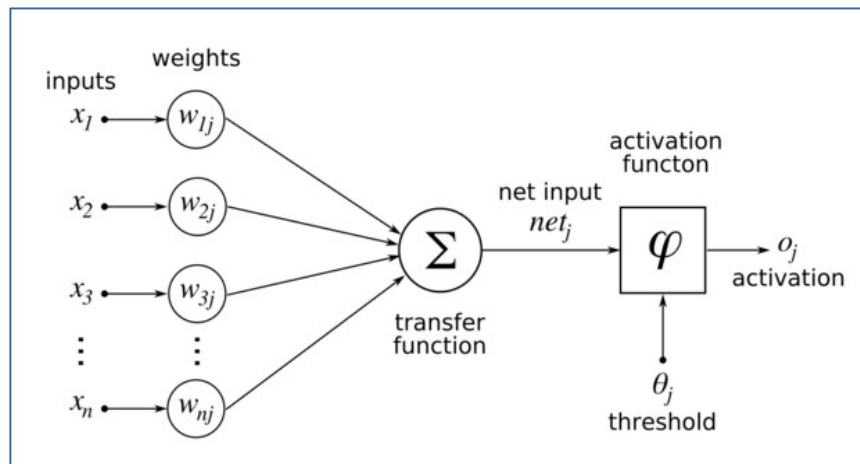 inputs
weights
x1
w1j
x2
w2j
x3
w3j
⋮
⋮
xn
wnj
Σ
transfer
function
net input
netj
activation
functon
φ
oj
activation
θj
threshold